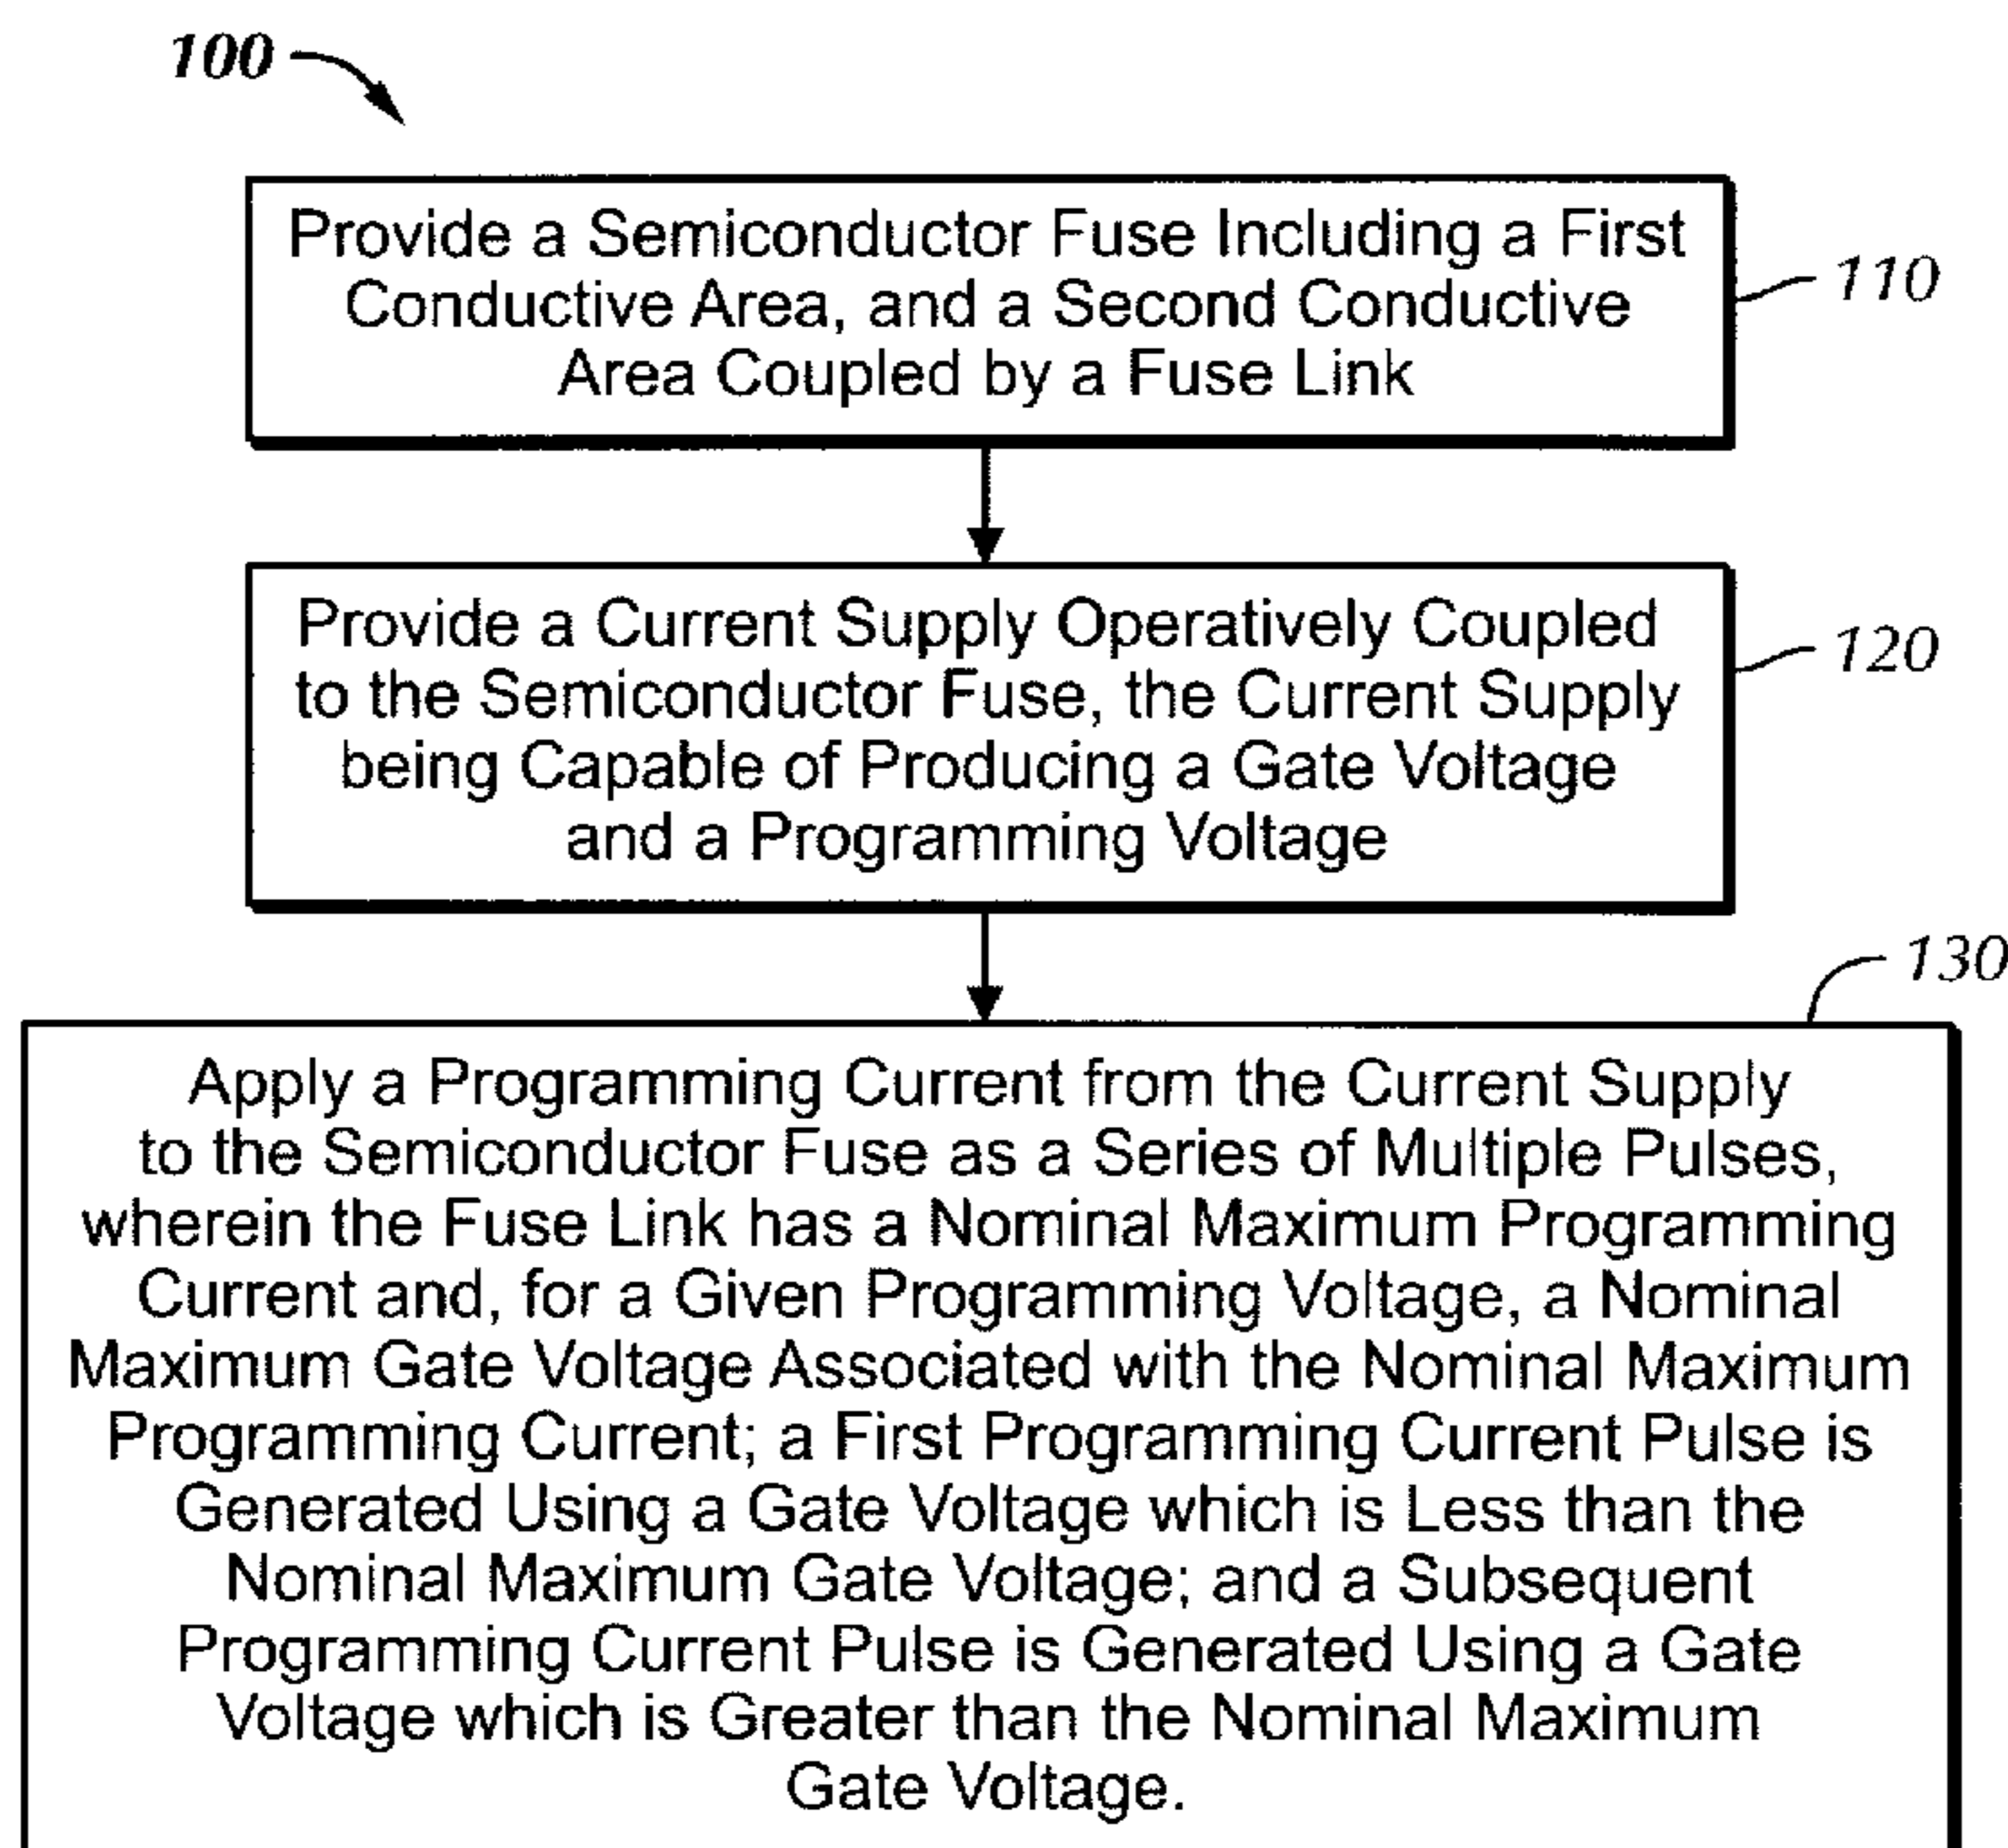 100
Provide a Semiconductor Fuse Including a First
Conductive Area, and a Second Conductive
Area Coupled by a Fuse Link
110
Provide a Current Supply Operatively Coupled
to the Semiconductor Fuse, the Current Supply
being Capable of Producing a Gate Voltage
and a Programming Voltage
120
130
Apply a Programming Current from the Current Supply
to the Semiconductor Fuse as a Series of Multiple Pulses,
wherein the Fuse Link has a Nominal Maximum Programming
Current and, for a Given Programming Voltage, a Nominal
Maximum Gate Voltage Associated with the Nominal Maximum
Programming Current; a First Programming Current Pulse is
Generated Using a Gate Voltage which is Less than the
Nominal Maximum Gate Voltage; and a Subsequent
Programming Current Pulse is Generated Using a Gate
Voltage which is Greater than the Nominal Maximum
Gate Voltage.